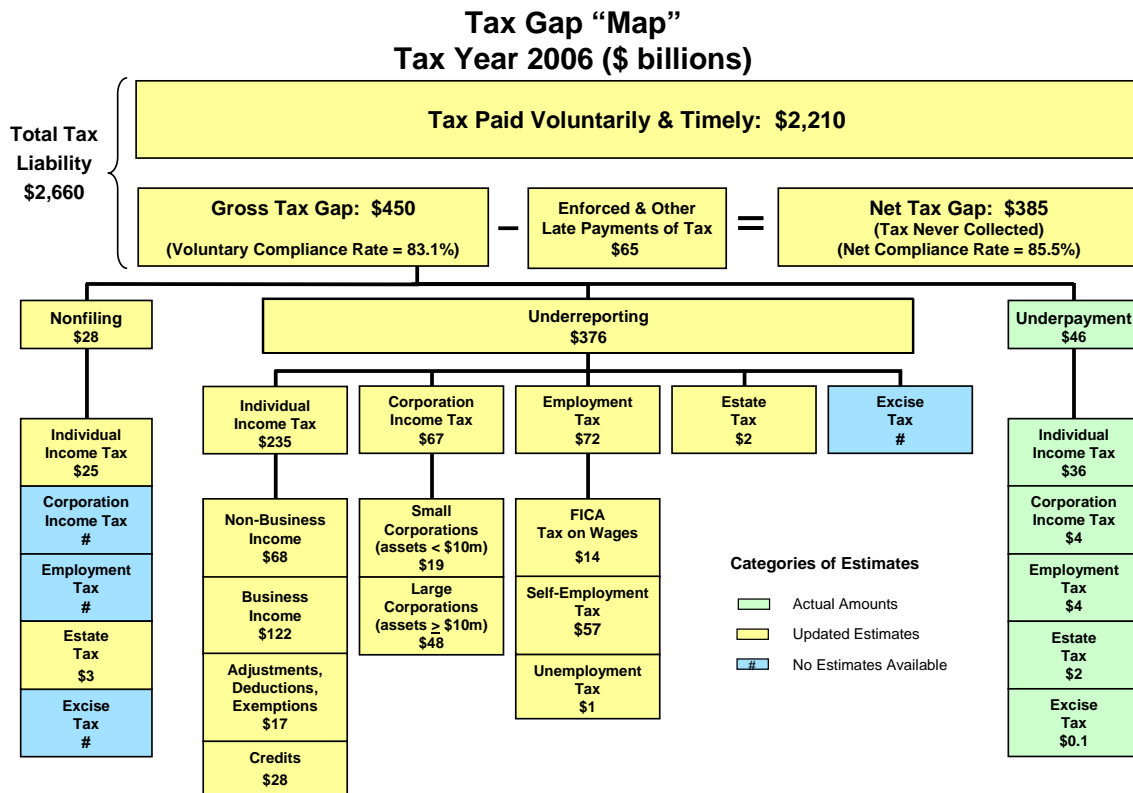 Tax Gap “Map”
Tax Year 2006 ($ billions)
Total Tax
Liability
$2,660
Tax Paid Voluntarily & Timely: $2,210
Gross Tax Gap: $450
(Voluntary Compliance Rate = 83.1%)
–
Enforced & Other
Late Payments of Tax
$65
=
Net Tax Gap: $385
(Tax Never Collected)
(Net Compliance Rate = 85.5%)
Nonfiling
$28
Underreporting
$376
Underpayment
$46
Individual
Income Tax
$25
Corporation
Income Tax
#
Employment
Tax
#
Estate
Tax
$3
Excise
Tax
#
Individual
Income Tax
$235
Corporation
Income Tax
$67
Employment
Tax
$72
Estate
Tax
$2
Excise
Tax
#
Non-Business
Income
$68
Business
Income
$122
Adjustments,
Deductions,
Exemptions
$17
Credits
$28
Small
Corporations
(assets < $10m)
$19
Large
Corporations
(assets ≥ $10m)
$48
FICA
Tax on Wages
$14
Self-Employment
Tax
$57
Unemployment
Tax
$1
Categories of Estimates
Actual Amounts
Updated Estimates
# No Estimates Available
Individual
Income Tax
$36
Corporation
Income Tax
$4
Employment
Tax
$4
Estate
Tax
$2
Excise
Tax
$0.1